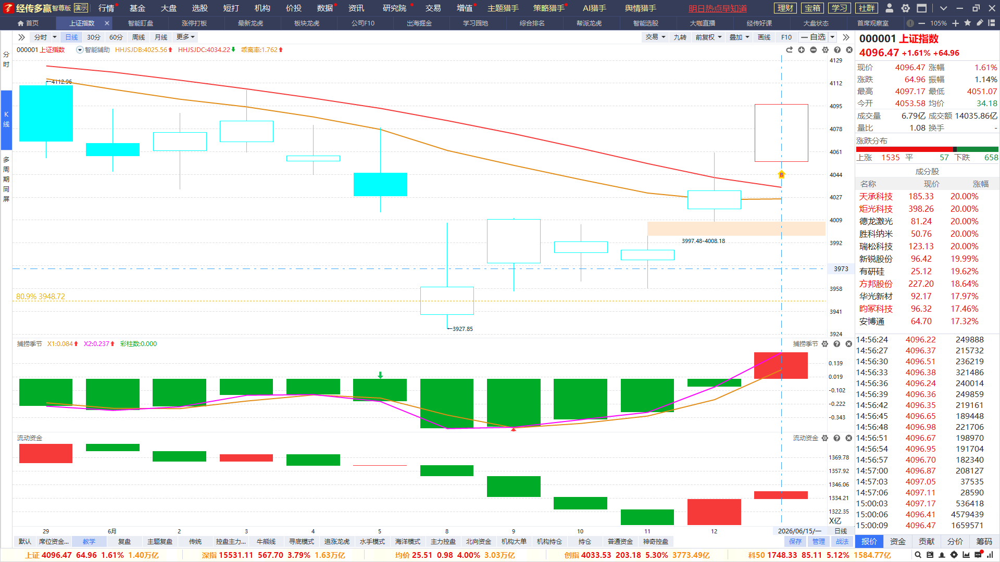 经传多赢 智尊版 演示 行情 基金 大盘 选股 短打 机构 价投 数据 资讯 研究院 交易 增值 主题猎手 策略猎手 AI猎手 舆情猎手 明日热点早知道 理财 宝箱 学习 社群
首页 上证指数 智能盯盘 涨停打板 最新龙虎 板块龙虎 公司F10 出海掘金 学习园地 综合排名 帮派龙虎 智能选股 大咖直播 经传好课 大盘状态 首席观察室 105%
分时 日线 30分 60分 周线 月线 更多 交易 九转 前复权 叠加 画线 F10 自选
分时
K线
多周期同屏
000001 上证指数 智能辅助 HHJSJDB:4025.56 HHJSJDC:4034.22 乖离率:1.762
4129
4112
4095
4078
4061
4044
4027
4009
3992
3973
3958
3941
3924
4112.96
3997.48-4008.18
80.9% 3948.72
3927.85
B
捕捞季节 X1:0.084 X2:0.237 彩柱数:0.000 捕捞季节
0.139
0.019
-0.102
-0.222
-0.343
流动资金 流动资金
1369.78
1357.92
1346.06
1334.21
1322.35
X亿
29 6月 2 3 4 5 8 9 10 11 12 2026/06/15/一 日线
默认 席位资金... 教学 复盘 主题复盘 传统 控盘主力... 牛能线 寻底模式 追涨龙虎 水手模式 海洋模式 主力控盘 北向资金 机构大单 机构持仓 持仓 普通资金 神奇控盘 保存 管理 战法
000001 上证指数
4096.47 +1.61% +64.96
现价 4096.47 涨幅 1.61%
涨跌 64.96 振幅 1.14%
最高 4097.17 最低 4051.07
今开 4053.58 均价 34.18
成交量 6.79亿 成交额 14035.86亿
量比 1.08 换手 -
涨跌分布
上涨 1535 平 57 下跌 658
成分股
名称 现价 涨幅
天承科技 185.33 20.00%
炬光科技 398.26 20.00%
德龙激光 81.24 20.00%
胜科纳米 50.76 20.00%
瑞松科技 123.13 20.00%
新锐股份 96.42 19.99%
有研硅 25.12 19.62%
方邦股份 227.20 18.64%
华光新材 92.17 17.97%
昀冢科技 96.32 17.46%
安博通 64.70 17.32%
14:56:24 4096.22 249888
14:56:27 4096.37 215732
14:56:30 4096.51 236219
14:56:33 4096.38 321486
14:56:36 4096.24 240014
14:56:39 4096.36 249859
14:56:42 4096.35 219161
14:56:45 4096.65 189448
14:56:48 4096.98 221706
14:56:51 4096.67 198970
14:56:54 4096.95 191704
14:56:57 4096.70 182340
14:57:00 4096.87 208127
14:57:03 4097.05 37535
14:57:06 4097.11 28590
15:00:03 4097.17 536418
15:00:06 4096.41 4579439
15:00:09 4096.47 1659571
报价 资金 贡献 分价 筹码
上证 4096.47 64.96 1.61% 1.40万亿 深指 15531.11 567.70 3.79% 1.63万亿 均价 25.51 0.98 4.00% 3.03万亿 创指 4033.53 203.18 5.30% 3773.49亿 科50 1748.33 85.11 5.12% 1584.77亿